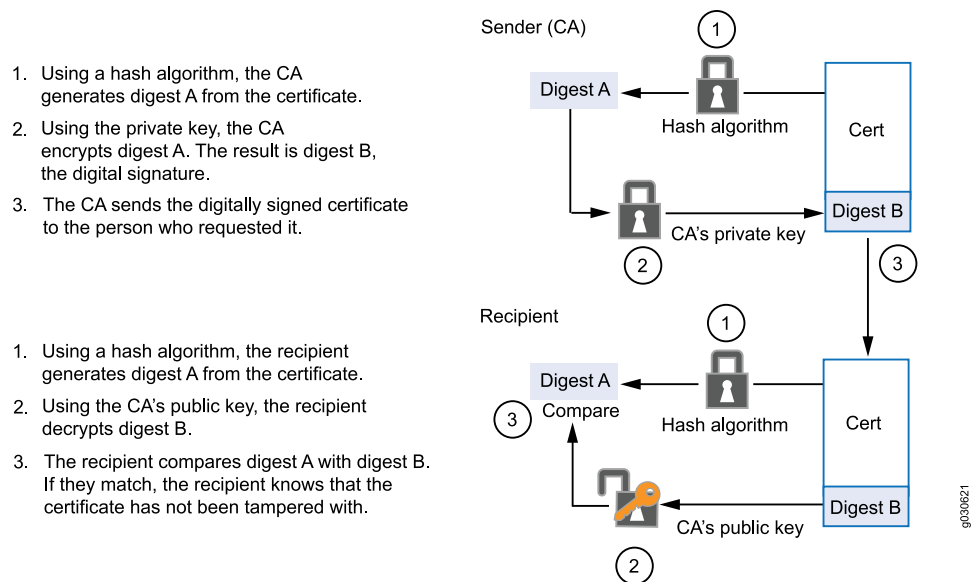 Sender (CA)
1
1. Using a hash algorithm, the CA
generates digest A from the certificate.
2. Using the private key, the CA
encrypts digest A. The result is digest B,
the digital signature.
3. The CA sends the digitally signed certificate
to the person who requested it.
Digest A
Hash algorithm
Cert
Digest B
CA’s private key
2
3
Recipient
1
1. Using a hash algorithm, the recipient
generates digest A from the certificate.
2. Using the CA’s public key, the recipient
decrypts digest B.
3. The recipient compares digest A with digest B.
If they match, the recipient knows that the
certificate has not been tampered with.
Digest A
3
Compare
Hash algorithm
Cert
Digest B
CA’s public key
2
g030621